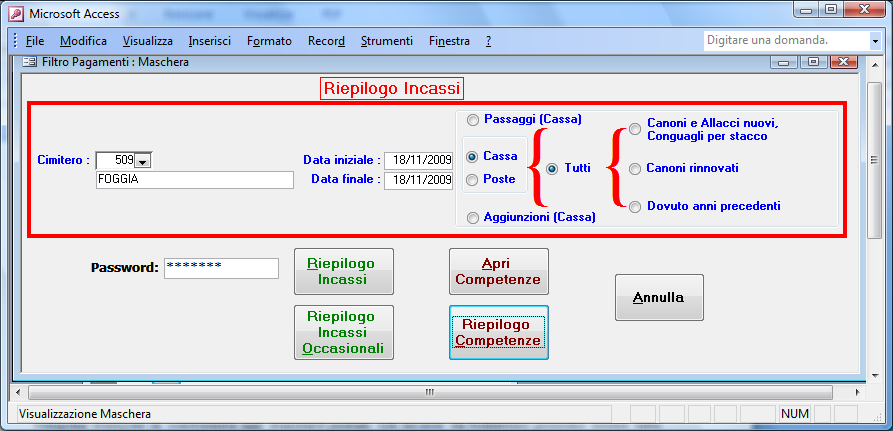 Microsoft Access
File Modifica Visualizza Inserisci Formato Record Strumenti Finestra ? Digitare una domanda.
Filtro Pagamenti : Maschera
Riepilogo Incassi
Passaggi (Cassa)
Canoni e Allacci nuovi,
Conguagli per stacco
Cimitero : 509 Data iniziale : 18/11/2009 Cassa Tutti Canoni rinnovati
FOGGIA Data finale : 18/11/2009 Poste
Dovuto anni precedenti
Aggiunzioni (Cassa)
Password: *******
Riepilogo
Incassi
Apri
Competenze
Annulla
Riepilogo
Incassi
Occasionali
Riepilogo
Competenze
Visualizzazione Maschera NUM